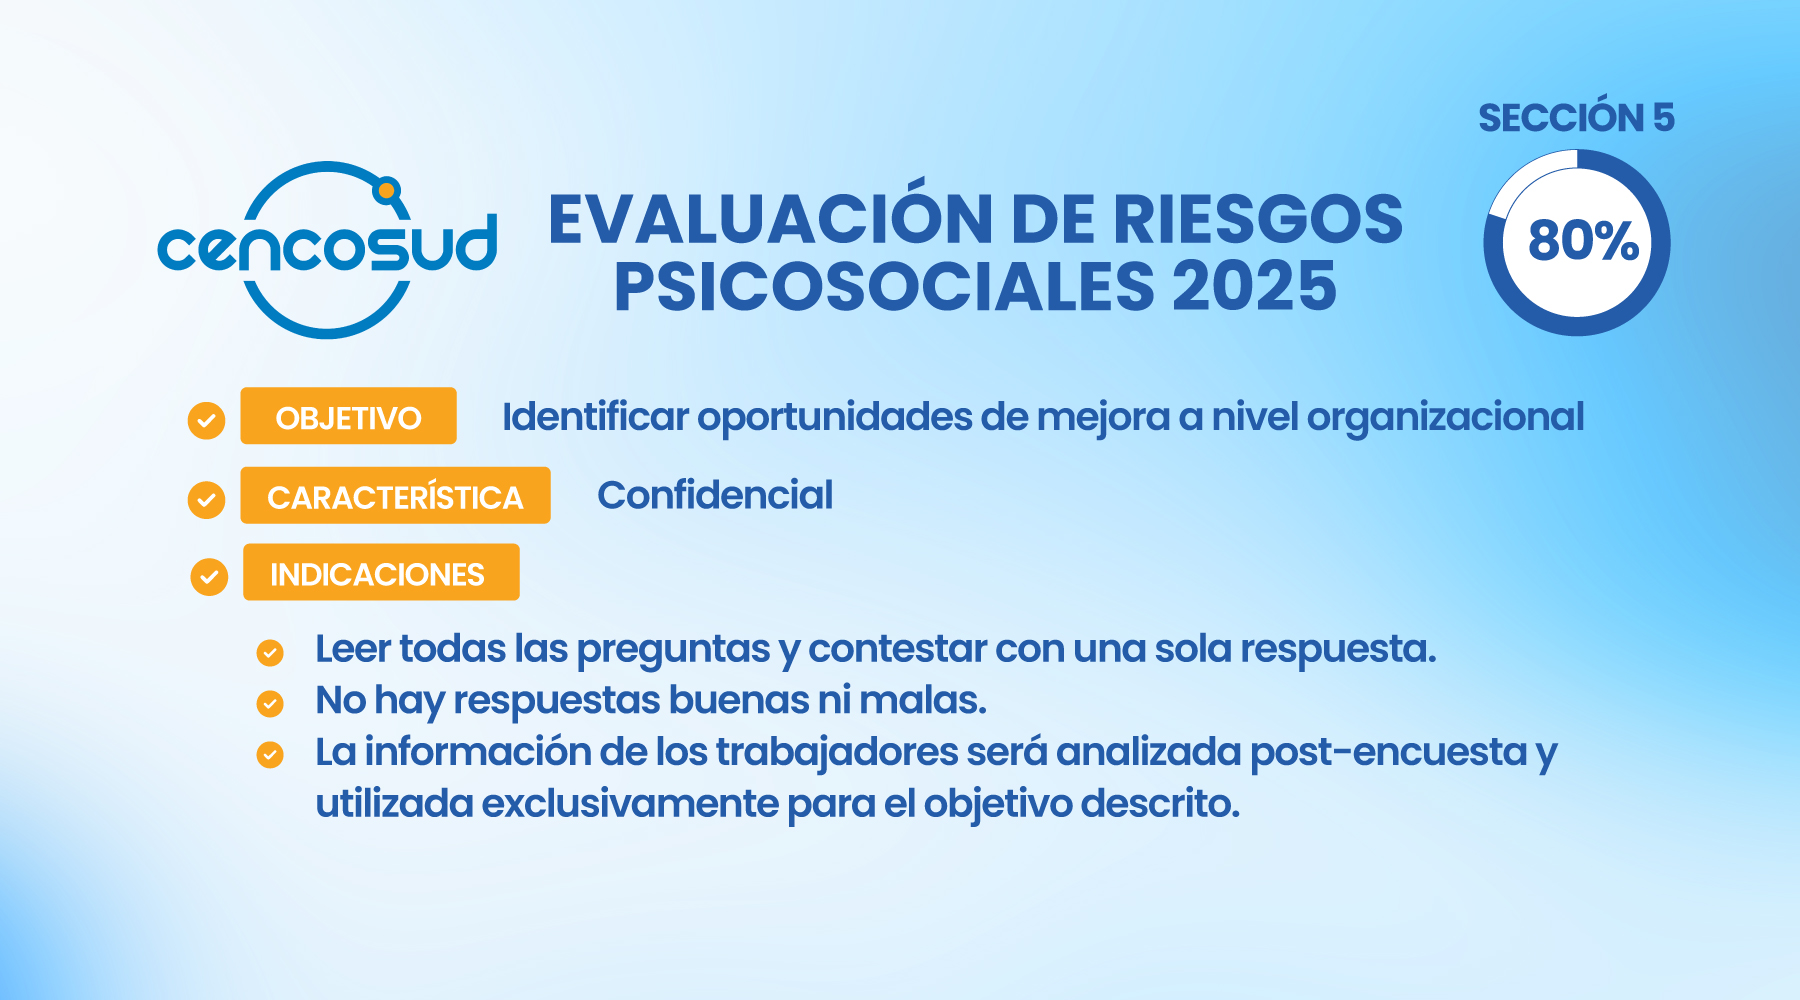 SECCIÓN 5
cencosud
EVALUACIÓN DE RIESGOS
PSICOSOCIALES 2025
80%
OBJETIVO Identificar oportunidades de mejora a nivel organizacional
CARACTERÍSTICA Confidencial
INDICACIONES
Leer todas las preguntas y contestar con una sola respuesta.
No hay respuestas buenas ni malas.
La información de los trabajadores será analizada post-encuesta y
utilizada exclusivamente para el objetivo descrito.